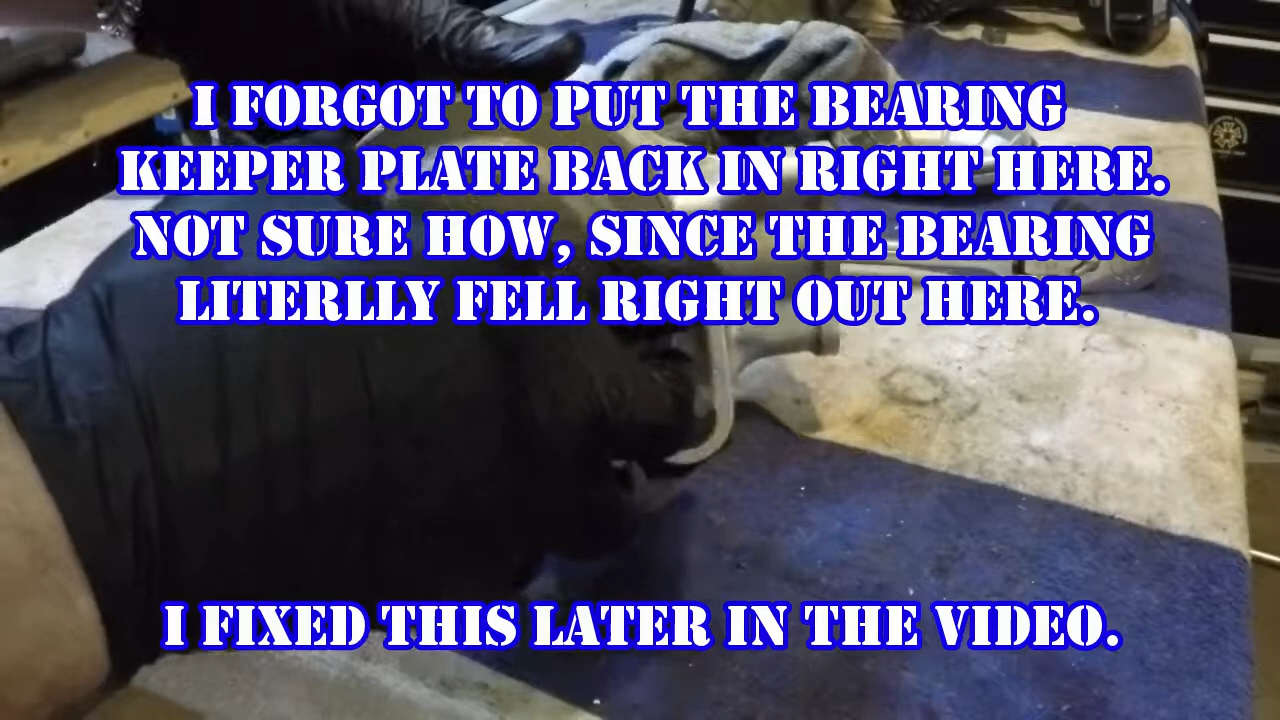 I FORGOT TO PUT THE BEARING
KEEPER PLATE BACK IN RIGHT HERE.
NOT SURE HOW, SINCE THE BEARING
LITERLLY FELL RIGHT OUT HERE.
I FIXED THIS LATER IN THE VIDEO.